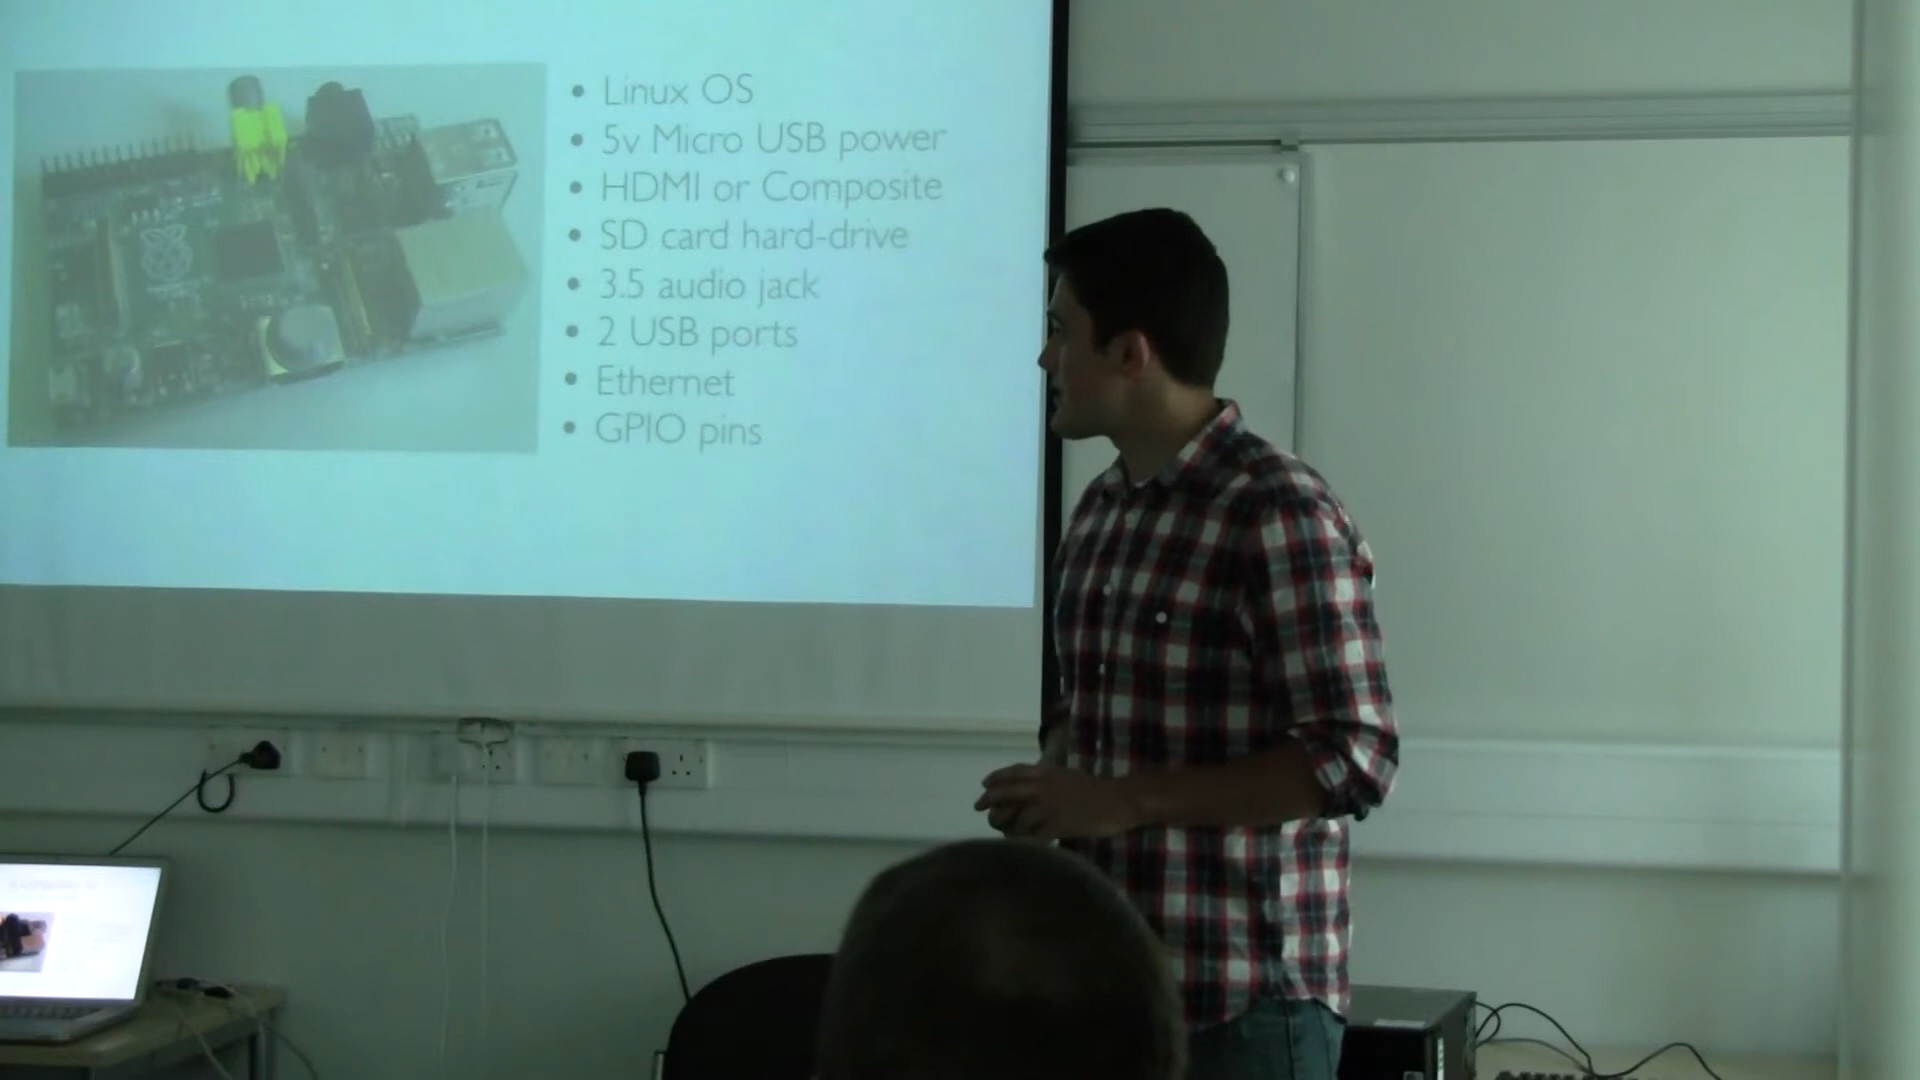 • Linux OS
• 5v Micro USB power
• HDMI or Composite
• SD card hard-drive
• 3.5 audio jack
• 2 USB ports
• Ethernet
• GPIO pins